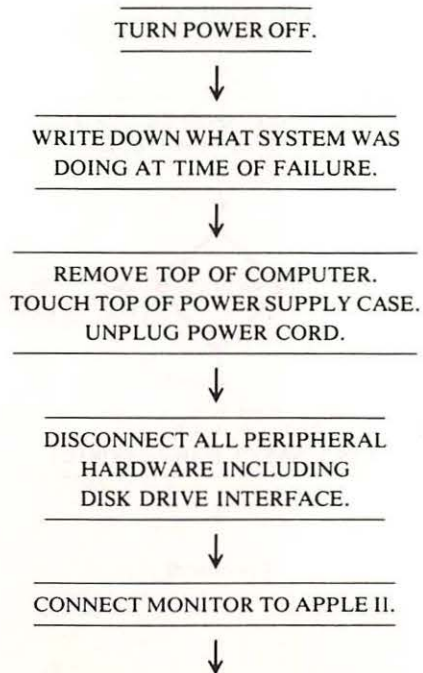 TURN POWER OFF.
WRITE DOWN WHAT SYSTEM WAS
DOING AT TIME OF FAILURE.
REMOVE TOP OF COMPUTER.
TOUCH TOP OF POWER SUPPLY CASE.
UNPLUG POWER CORD.
DISCONNECT ALL PERIPHERAL
HARDWARE INCLUDING
DISK DRIVE INTERFACE.
CONNECT MONITOR TO APPLE II.